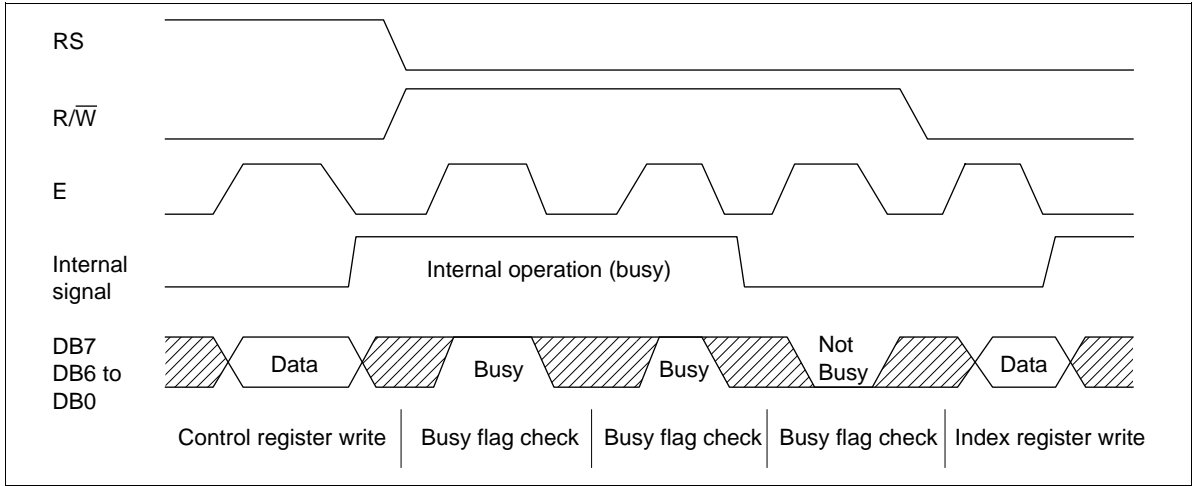 RS
R/W̅
E
Internal
signal
Internal operation (busy)
DB7
DB6 to
DB0
Data
Busy
Busy
Not
Busy
Data
Control register write
Busy flag check
Busy flag check
Busy flag check
Index register write